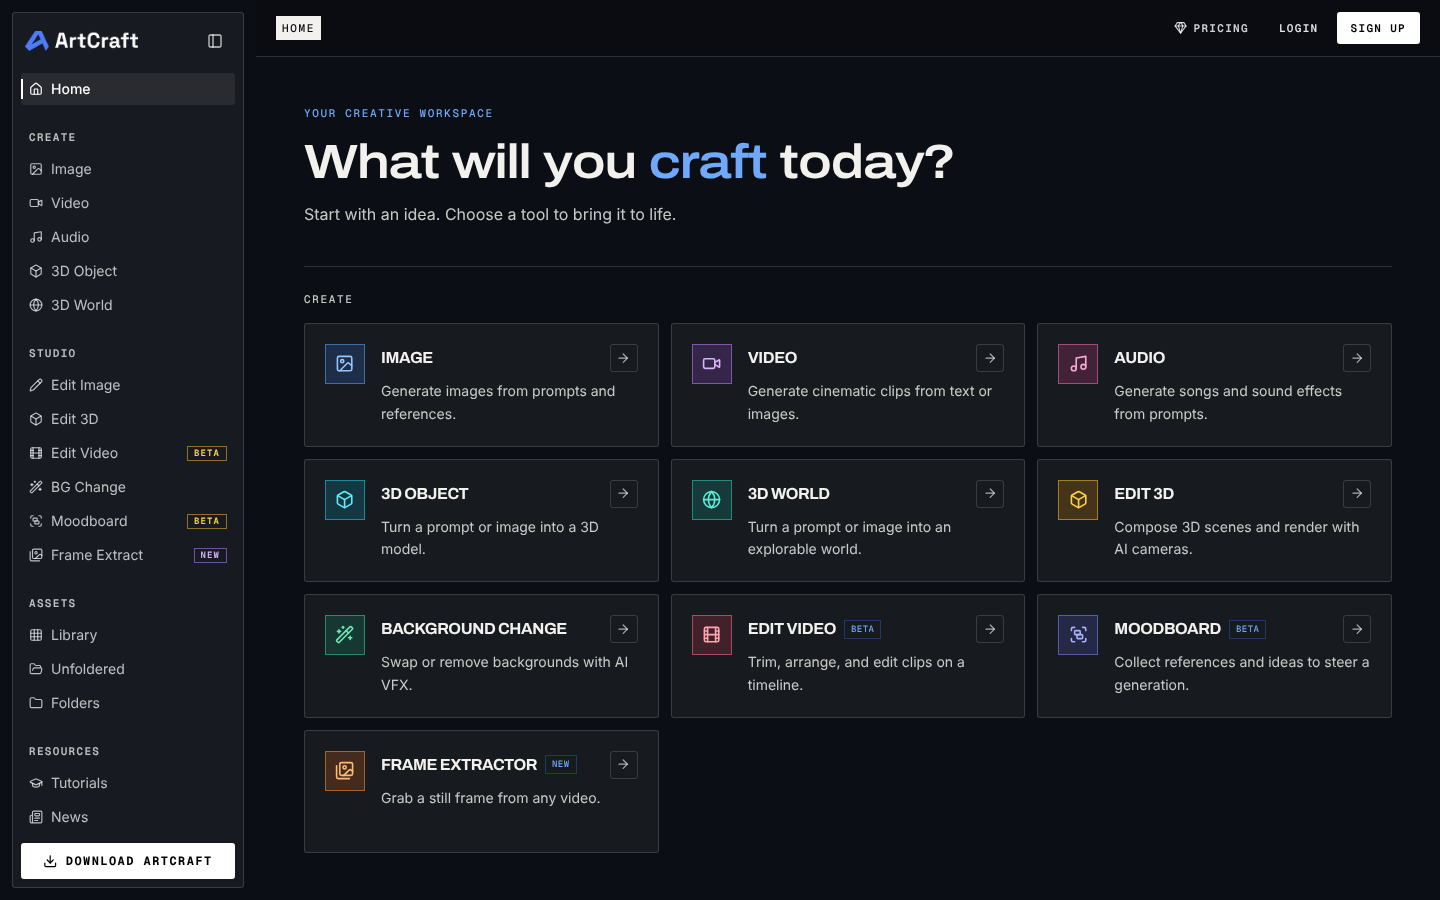 ArtCraft
Home
CREATE
Image
Video
Audio
3D Object
3D World
STUDIO
Edit Image
Edit 3D
Edit Video BETA
BG Change
Moodboard BETA
Frame Extract NEW
ASSETS
Library
Unfoldered
Folders
RESOURCES
Tutorials
News
DOWNLOAD ARTCRAFT
HOME
PRICING
LOGIN
SIGN UP
YOUR CREATIVE WORKSPACE
What will you craft today?
Start with an idea. Choose a tool to bring it to life.
CREATE
IMAGE
Generate images from prompts and
references.
VIDEO
Generate cinematic clips from text or
images.
AUDIO
Generate songs and sound effects
from prompts.
3D OBJECT
Turn a prompt or image into a 3D
model.
3D WORLD
Turn a prompt or image into an
explorable world.
EDIT 3D
Compose 3D scenes and render with
AI cameras.
BACKGROUND CHANGE
Swap or remove backgrounds with AI
VFX.
EDIT VIDEO BETA
Trim, arrange, and edit clips on a
timeline.
MOODBOARD BETA
Collect references and ideas to steer a
generation.
FRAME EXTRACTOR NEW
Grab a still frame from any video.